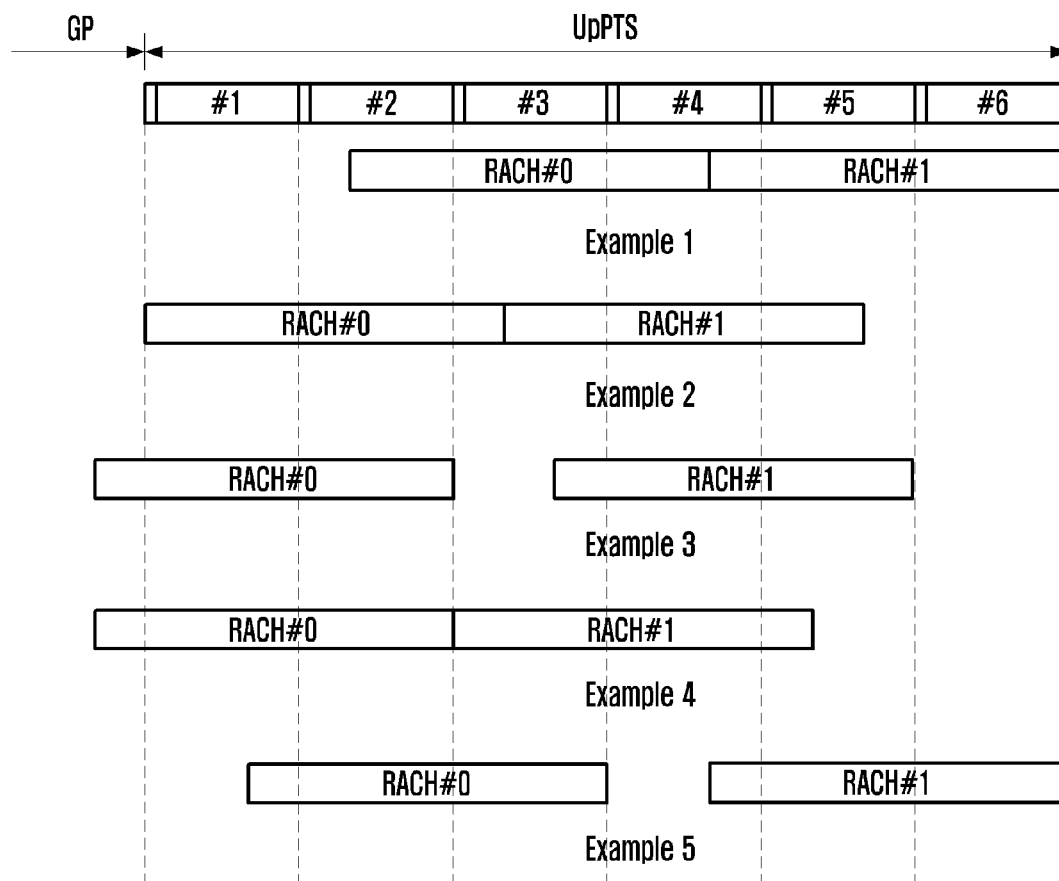 GP UpPTS
#1 #2 #3 #4 #5 #6
RACH#0 RACH#1
Example 1
RACH#0 RACH#1
Example 2
RACH#0 RACH#1
Example 3
RACH#0 RACH#1
Example 4
RACH#0 RACH#1
Example 5